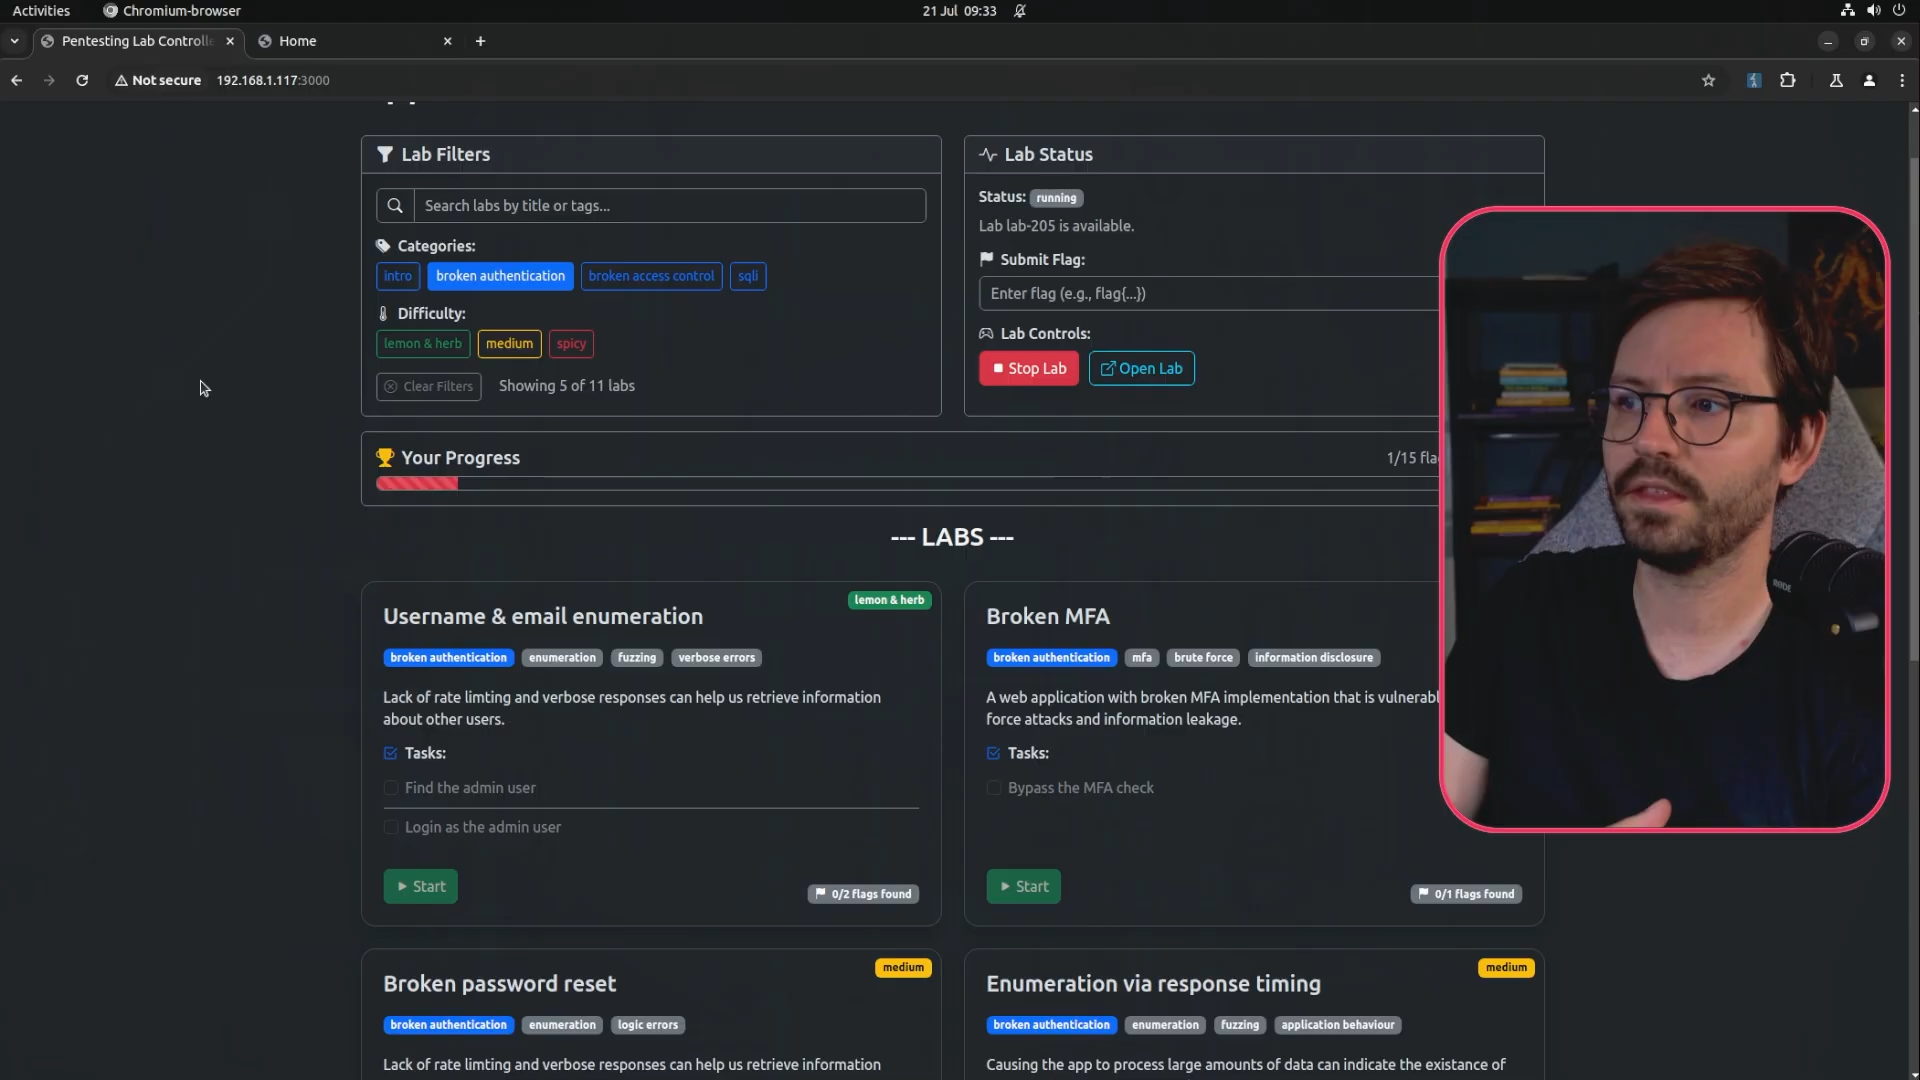 Activities
Chromium-browser
21 Jul 09:33
Pentesting Lab Controlle
Home
Not secure
192.168.1.117:3000
Lab Filters
Search labs by title or tags...
Categories:
intro
broken authentication
broken access control
sqli
Difficulty:
lemon & herb
medium
spicy
Clear Filters
Showing 5 of 11 labs
Lab Status
Status: running
Lab lab-205 is available.
Submit Flag:
Enter flag (e.g., flag{...})
Lab Controls:
Stop Lab
Open Lab
Your Progress
1/15 fla
--- LABS ---
Username & email enumeration
lemon & herb
broken authentication
enumeration
fuzzing
verbose errors
Lack of rate limting and verbose responses can help us retrieve information
about other users.
Tasks:
Find the admin user
Login as the admin user
Start
0/2 flags found
Broken MFA
broken authentication
mfa
brute force
information disclosure
A web application with broken MFA implementation that is vulnerabl
force attacks and information leakage.
Tasks:
Bypass the MFA check
Start
0/1 flags found
Broken password reset
medium
broken authentication
enumeration
logic errors
Lack of rate limting and verbose responses can help us retrieve information
Enumeration via response timing
medium
broken authentication
enumeration
fuzzing
application behaviour
Causing the app to process large amounts of data can indicate the existance of
RODE